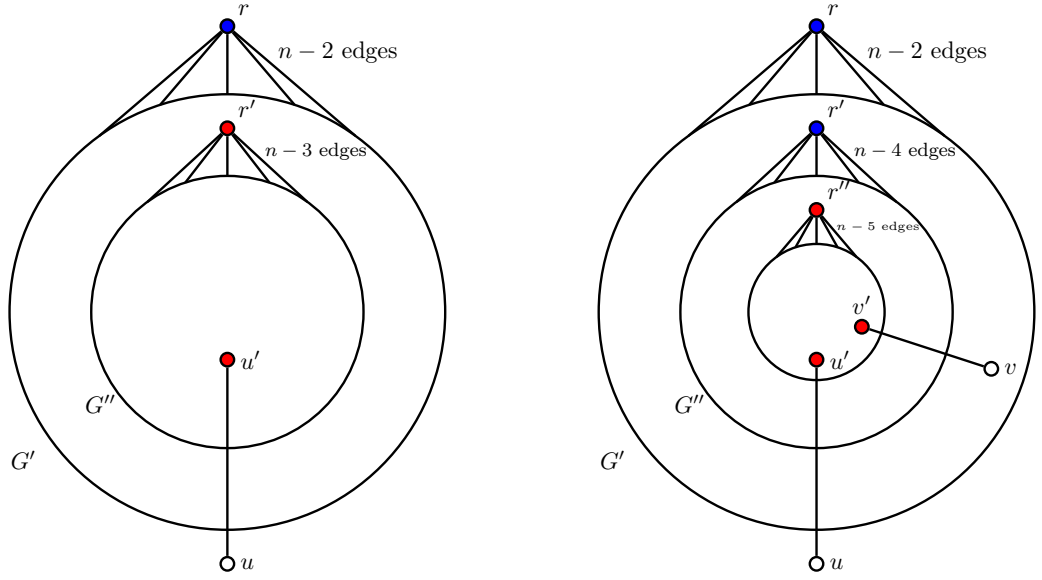 r
n − 2 edges
r′
n − 3 edges
u′
G″
G′
u
r
n − 2 edges
r′
n − 4 edges
r″
n − 5 edges
v′
u′
v
G″
G′
u